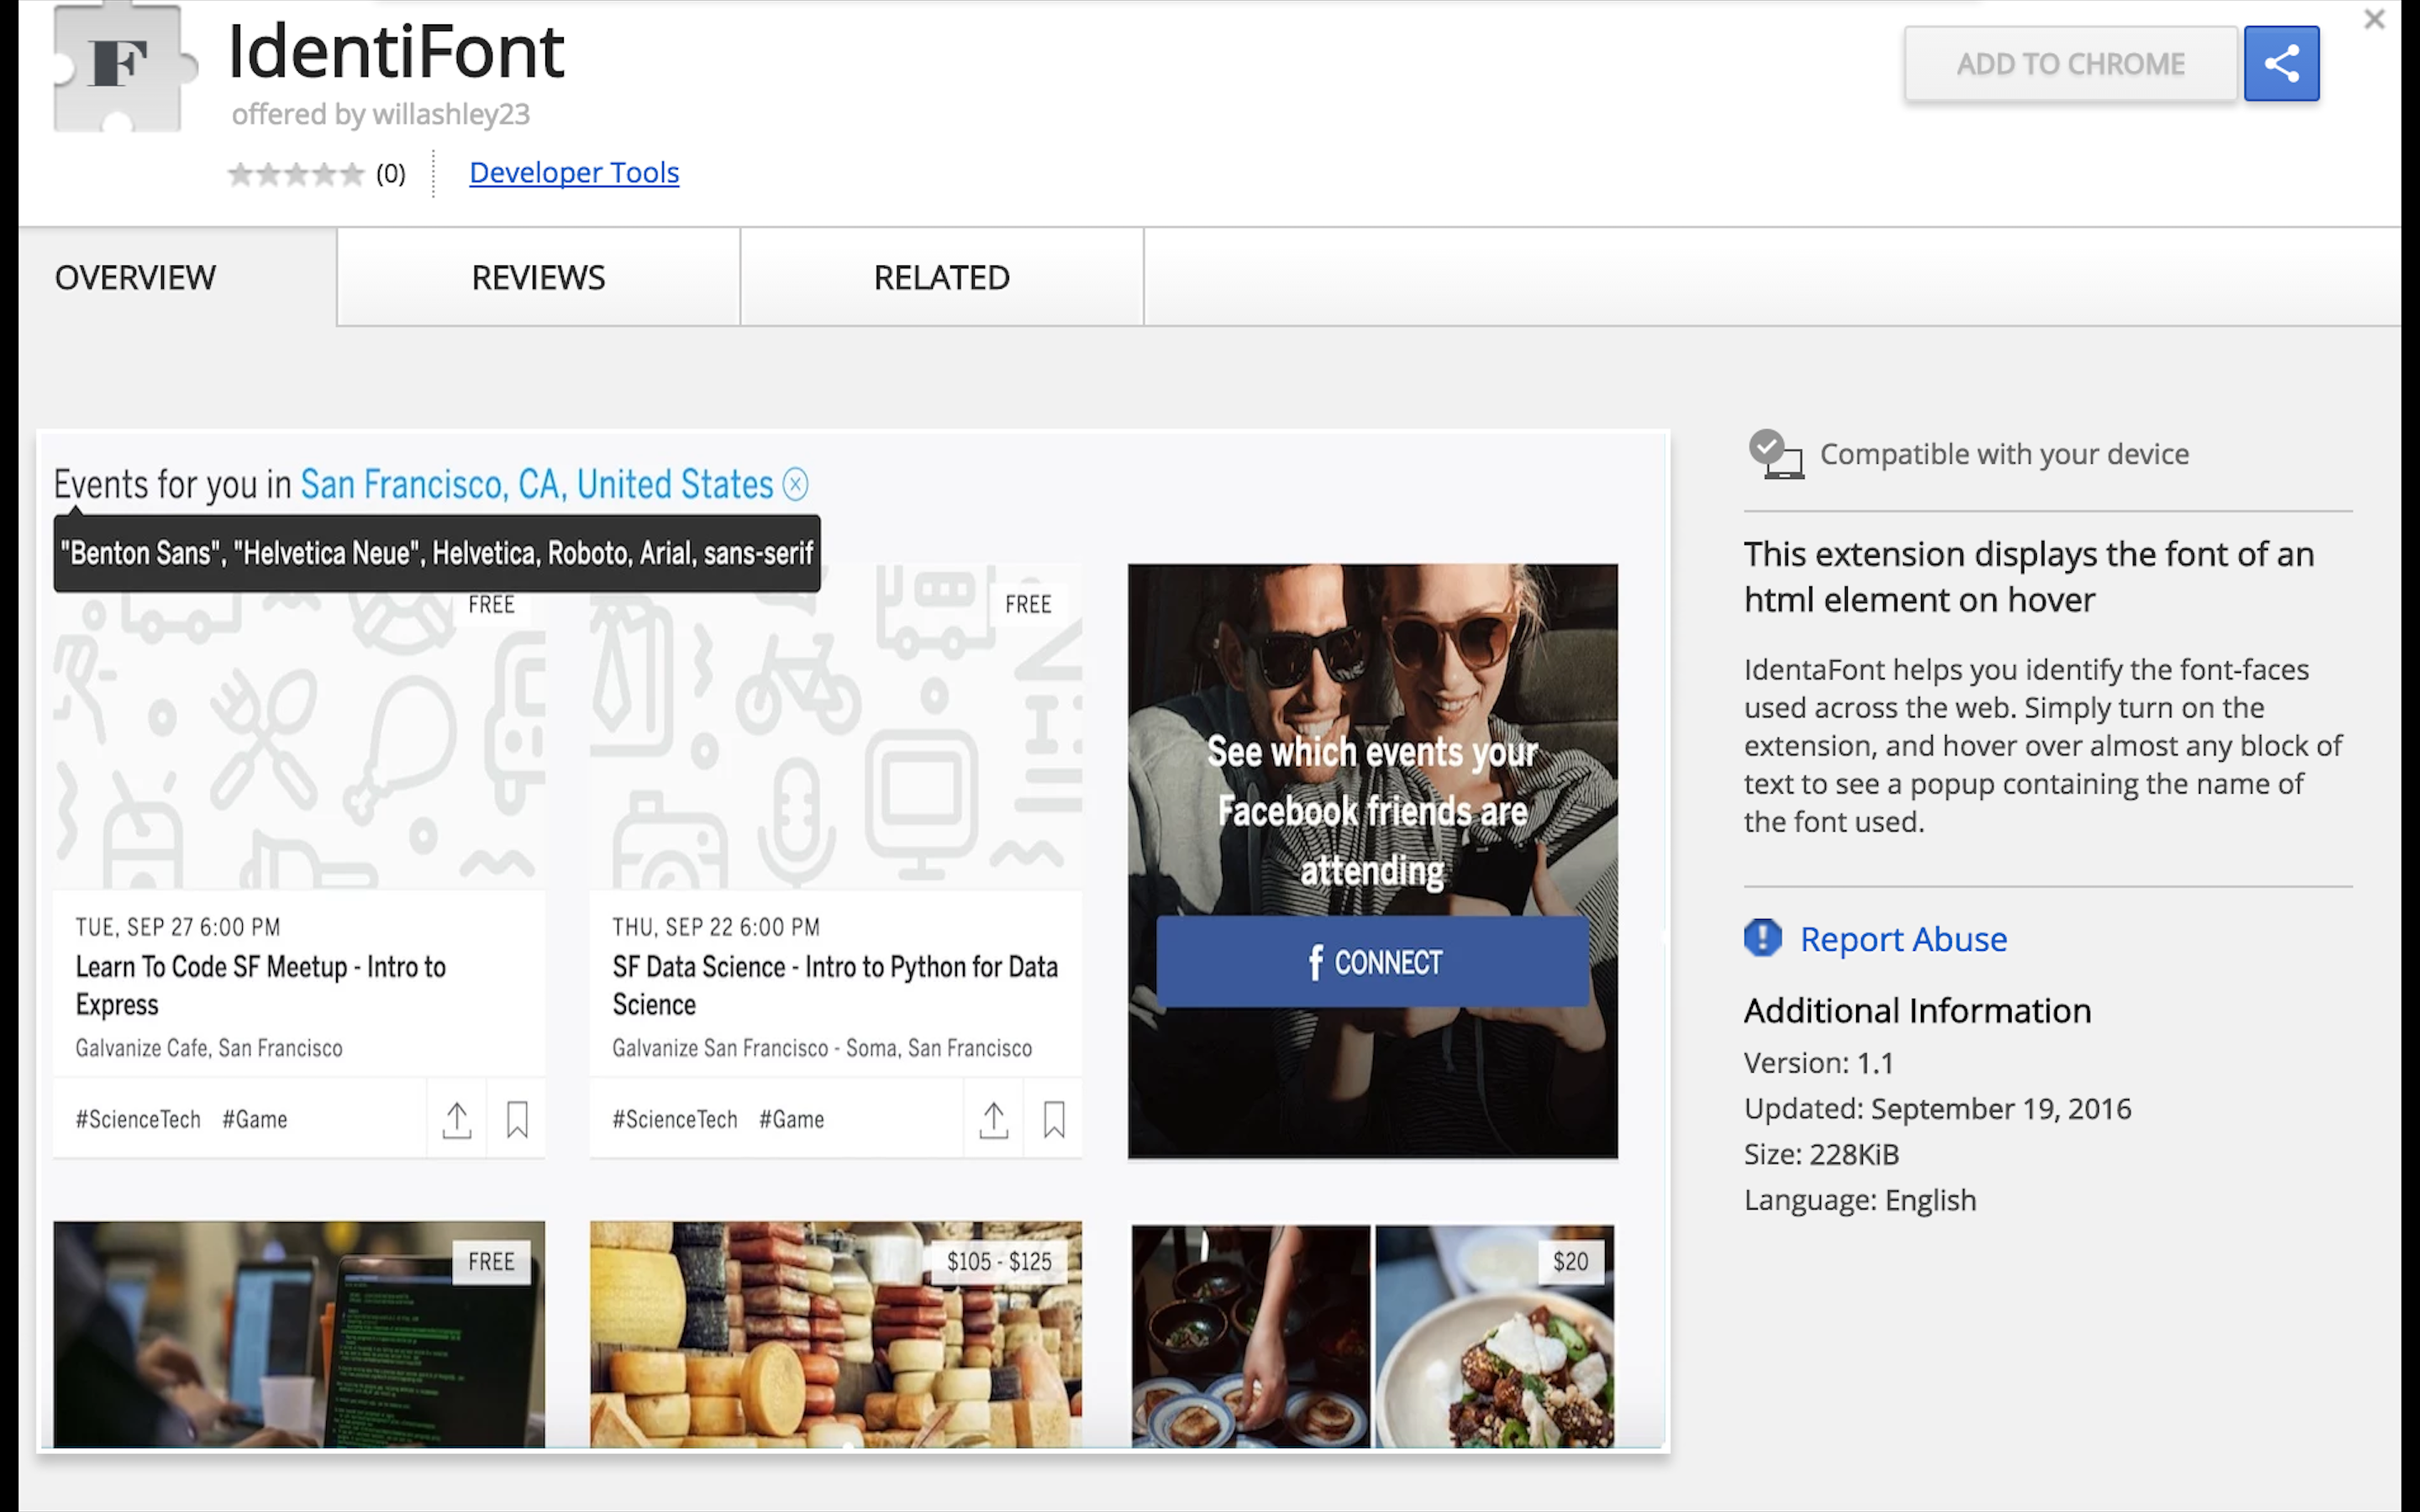 F
IdentiFont
offered by willashley23
(0)
Developer Tools
ADD TO CHROME
OVERVIEW
REVIEWS
RELATED
Events for you in San Francisco, CA, United States
"Benton Sans", "Helvetica Neue", Helvetica, Roboto, Arial, sans-serif
FREE
FREE
TUE, SEP 27 6:00 PM
Learn To Code SF Meetup - Intro to
Express
Galvanize Cafe, San Francisco
#ScienceTech #Game
THU, SEP 22 6:00 PM
SF Data Science - Intro to Python for Data
Science
Galvanize San Francisco - Soma, San Francisco
#ScienceTech #Game
See which events your
Facebook friends are
attending
f CONNECT
FREE
$105 - $125
$20
Compatible with your device
This extension displays the font of an
html element on hover
IdentaFont helps you identify the font-faces
used across the web. Simply turn on the
extension, and hover over almost any block of
text to see a popup containing the name of
the font used.
Report Abuse
Additional Information
Version: 1.1
Updated: September 19, 2016
Size: 228KiB
Language: English